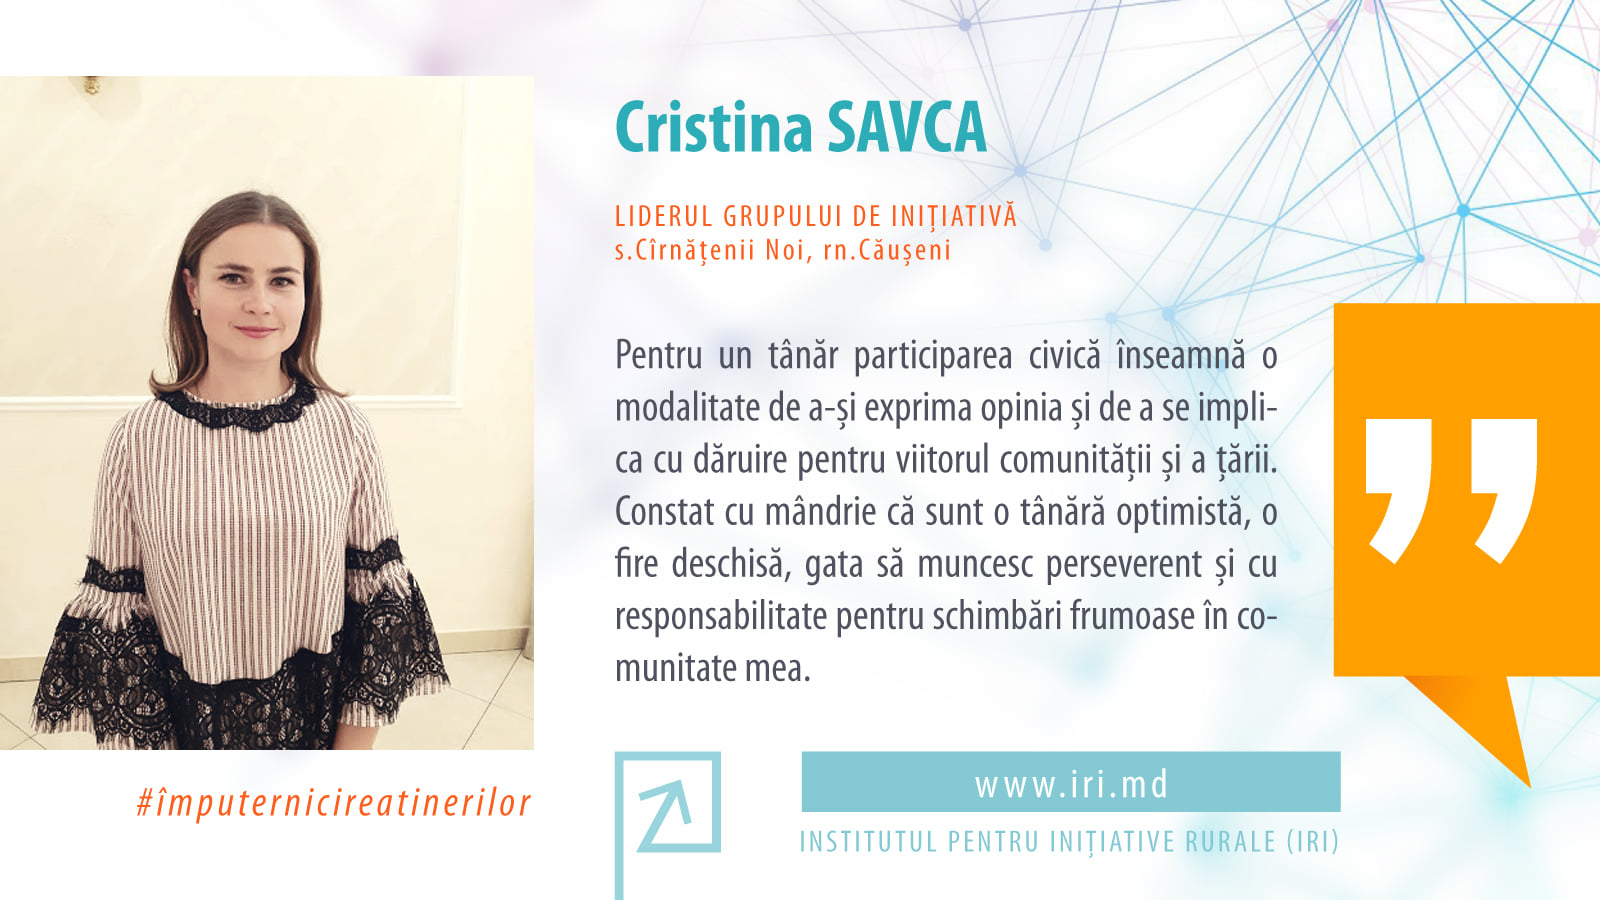 Cristina SAVCA
LIDERUL GRUPULUI DE INIȚIATIVĂ
s.Cîrnățenii Noi, rn.Căușeni
Pentru un tânăr participarea civică înseamnă o
modalitate de a-și exprima opinia și de a se impli-
ca cu dăruire pentru viitorul comunității și a țării.
Constat cu mândrie că sunt o tânără optimistă, o
fire deschisă, gata să muncesc perseverent și cu
responsabilitate pentru schimbări frumoase în co-
munitate mea.
#împuternicireatinerilor
www.iri.md
INSTITUTUL PENTRU INIȚIATIVE RURALE (IRI)